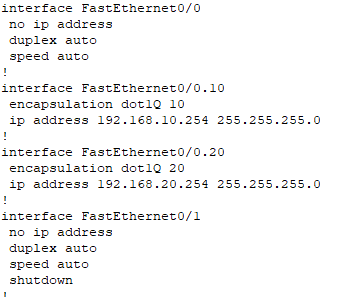 interface FastEthernet0/0
 no ip address
 duplex auto
 speed auto
!
interface FastEthernet0/0.10
 encapsulation dot1Q 10
 ip address 192.168.10.254 255.255.255.0
!
interface FastEthernet0/0.20
 encapsulation dot1Q 20
 ip address 192.168.20.254 255.255.255.0
!
interface FastEthernet0/1
 no ip address
 duplex auto
 speed auto
 shutdown
!